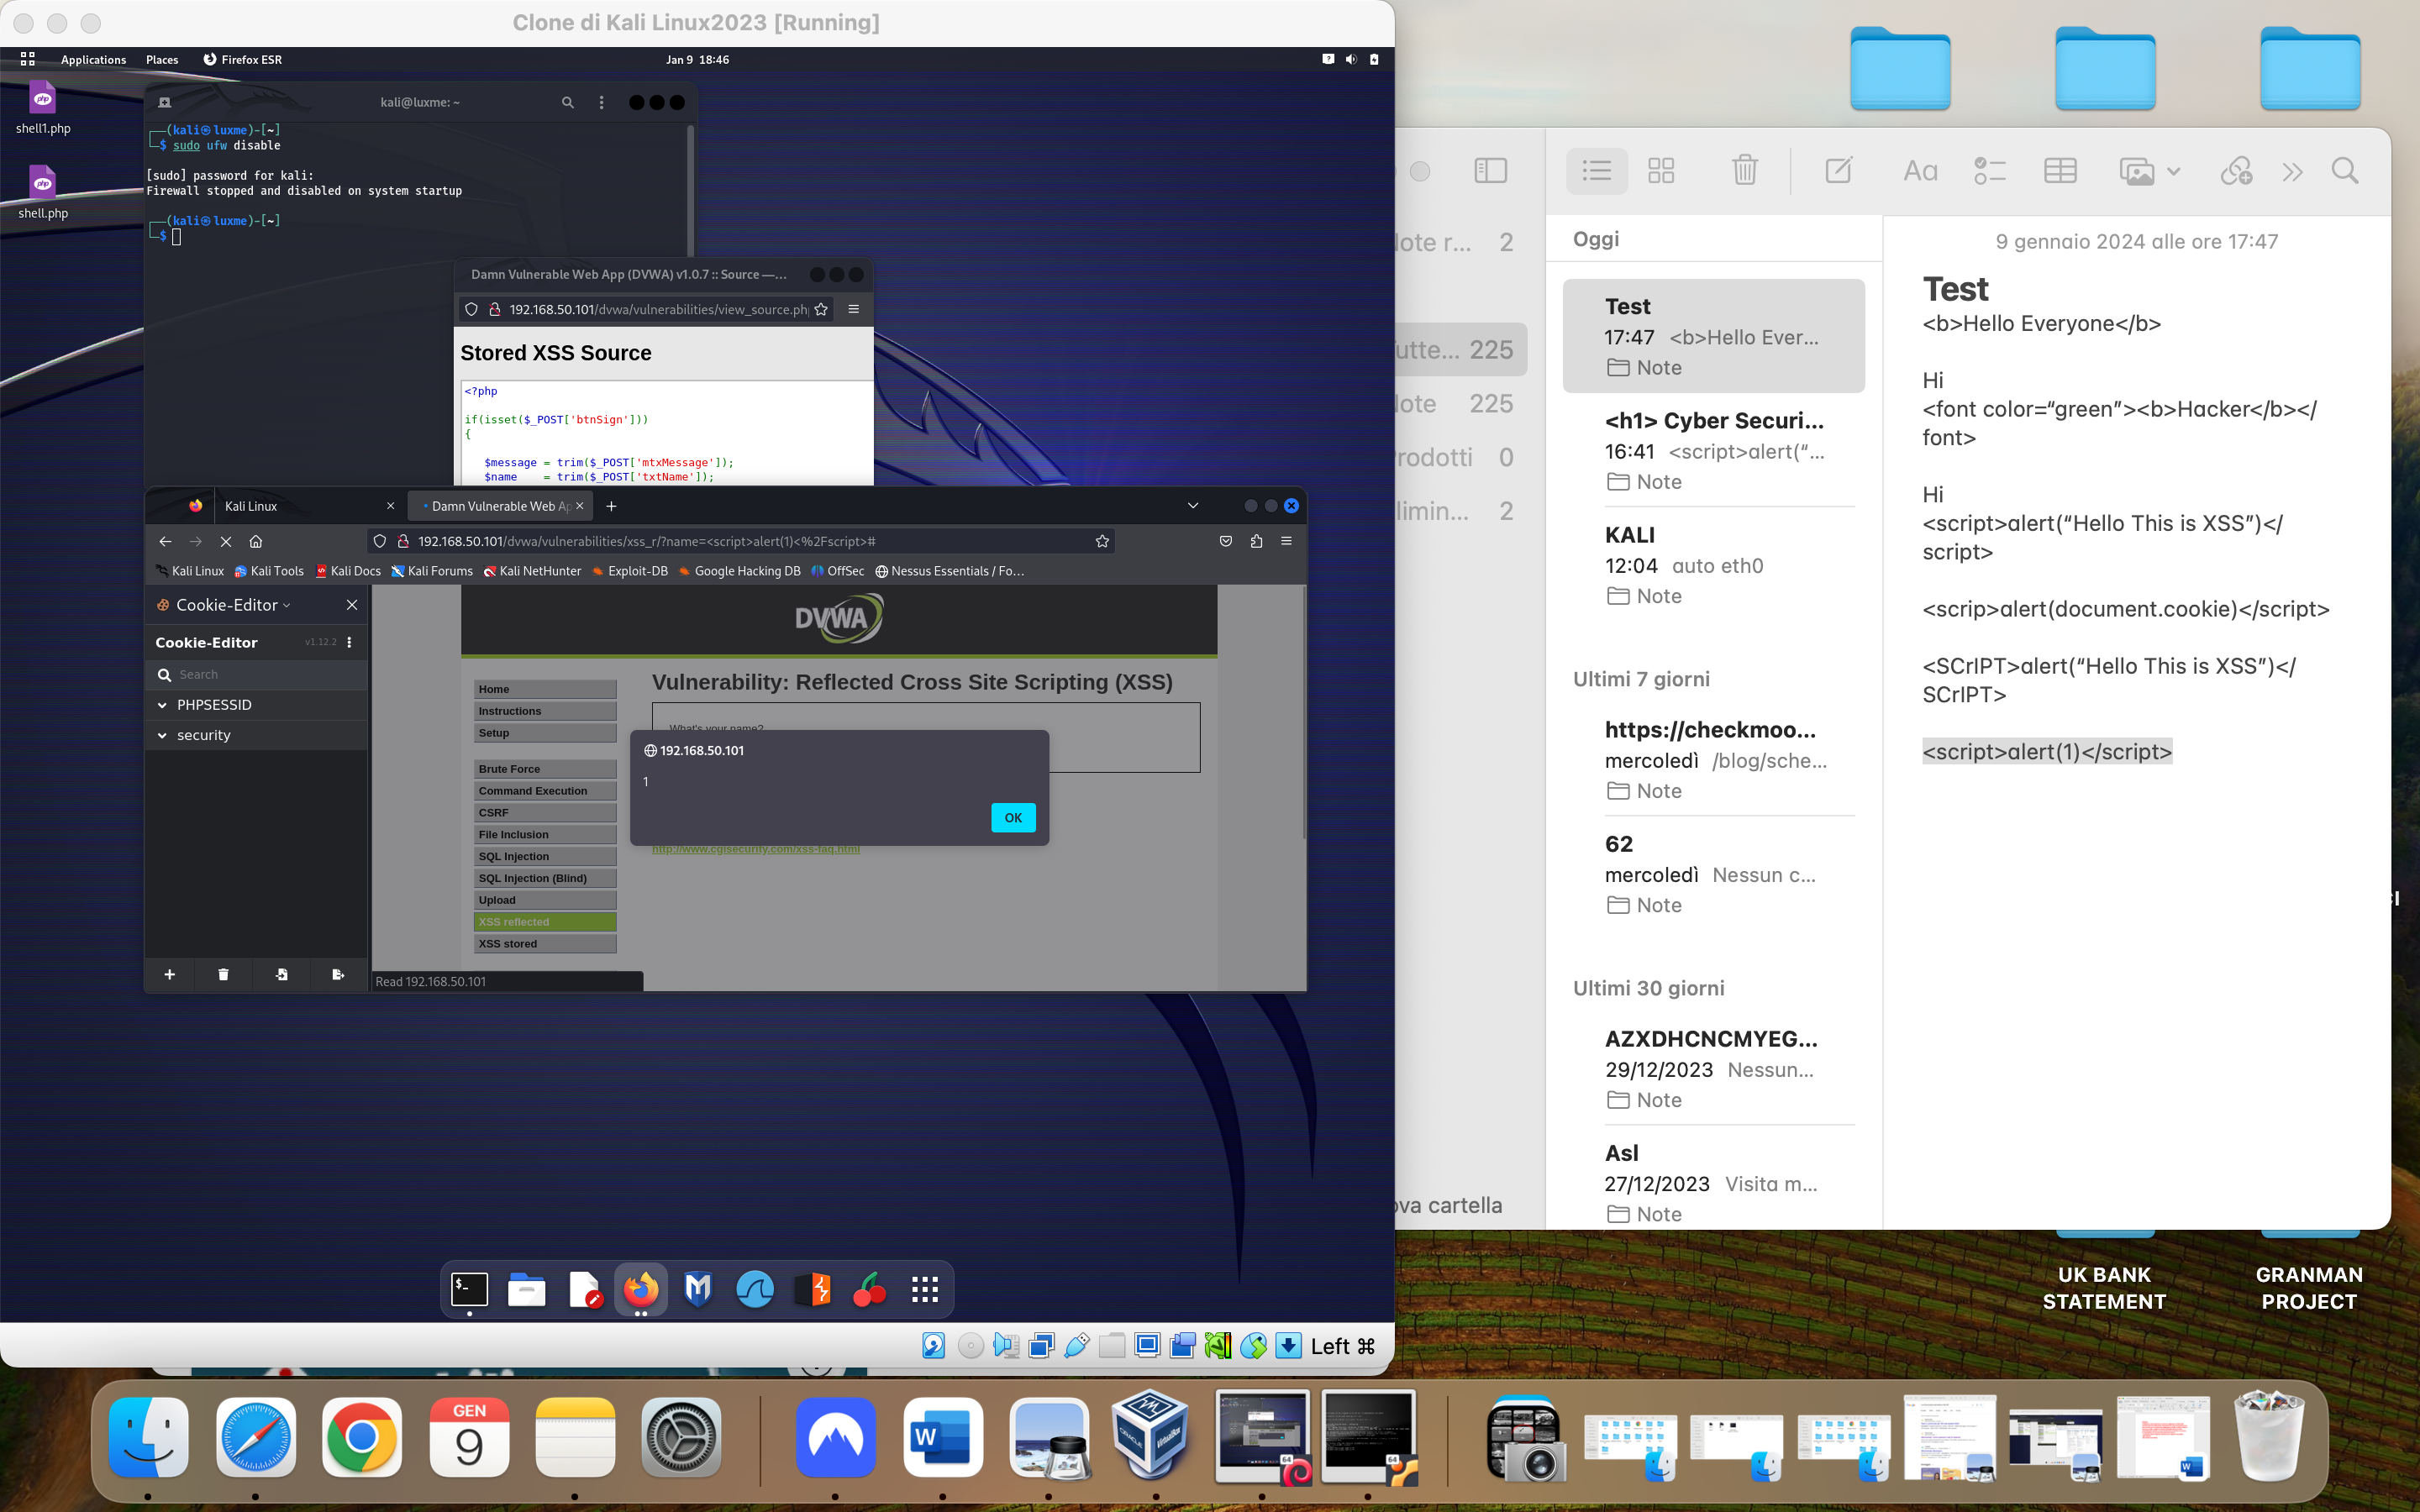 Clone di Kali Linux2023 [Running]
Applications Places Firefox ESR
Jan 9 18:46
shell1.php
shell.php
kali@luxme: ~
┌──(kali㉿luxme)-[~]
└─$ sudo ufw disable
[sudo] password for kali:
Firewall stopped and disabled on system startup
┌──(kali㉿luxme)-[~]
└─$
Damn Vulnerable Web App (DVWA) v1.0.7 :: Source —...
192.168.50.101/dvwa/vulnerabilities/view_source.ph
Stored XSS Source
<?php
if(isset($_POST['btnSign']))
{
$message = trim($_POST['mtxMessage']);
$name    = trim($_POST['txtName']);
Kali Linux
Damn Vulnerable Web Ap
192.168.50.101/dvwa/vulnerabilities/xss_r/?name=<script>alert(1)<%2Fscript>#
Kali Linux Kali Tools Kali Docs Kali Forums Kali NetHunter Exploit-DB Google Hacking DB OffSec Nessus Essentials / Fo...
Cookie-Editor
Cookie-Editor v1.12.2
Search
PHPSESSID
security
DVWA
Vulnerability: Reflected Cross Site Scripting (XSS)
What's your name?
Home
Instructions
Setup
Brute Force
Command Execution
CSRF
File Inclusion
SQL Injection
SQL Injection (Blind)
Upload
XSS reflected
XSS stored
192.168.50.101
1
OK
http://www.cgisecurity.com/xss-faq.html
Read 192.168.50.101
Left ⌘
ote r... 2
utte... 225
ote 225
rodotti 0
limin... 2
ova cartella
Oggi
Test
17:47 <b>Hello Ever...
Note
<h1> Cyber Securi...
16:41 <script>alert(“...
Note
KALI
12:04 auto eth0
Note
Ultimi 7 giorni
https://checkmoo...
mercoledì /blog/sche...
Note
62
mercoledì Nessun c...
Note
Ultimi 30 giorni
AZXDHCNCMYEG...
29/12/2023 Nessun...
Note
Asl
27/12/2023 Visita m...
Note
Aa
9 gennaio 2024 alle ore 17:47
Test
<b>Hello Everyone</b>
Hi
<font color=“green”><b>Hacker</b></
font>
Hi
<script>alert(“Hello This is XSS”)</
script>
<scrip>alert(document.cookie)</script>
<SCrIPT>alert(“Hello This is XSS”)</
SCrIPT>
<script>alert(1)</script>
UK BANK
STATEMENT
GRANMAN
PROJECT
GEN
9
W
VirtualBox
64
64